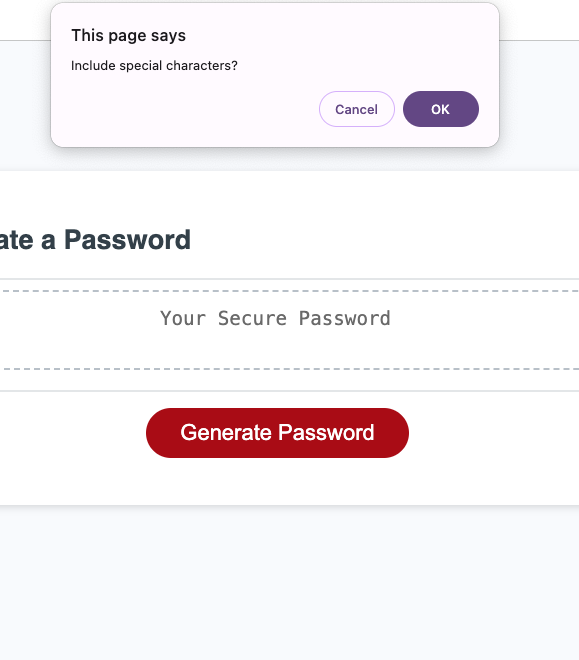 This page says
Include special characters?
Cancel
OK
ate a Password
Your Secure Password
Generate Password